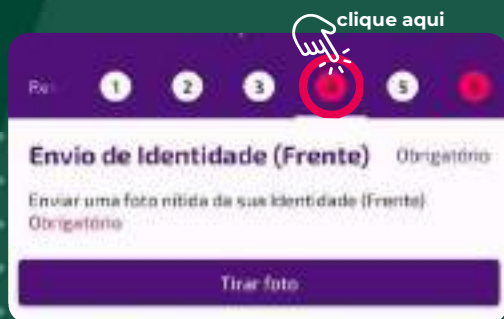 clique aqui
1 2 3 4 5
Envio de Identidade (Frente) Obrigatório
Enviar uma foto nítida da sua Identidade (Frente)
Obrigatório
Tirar foto